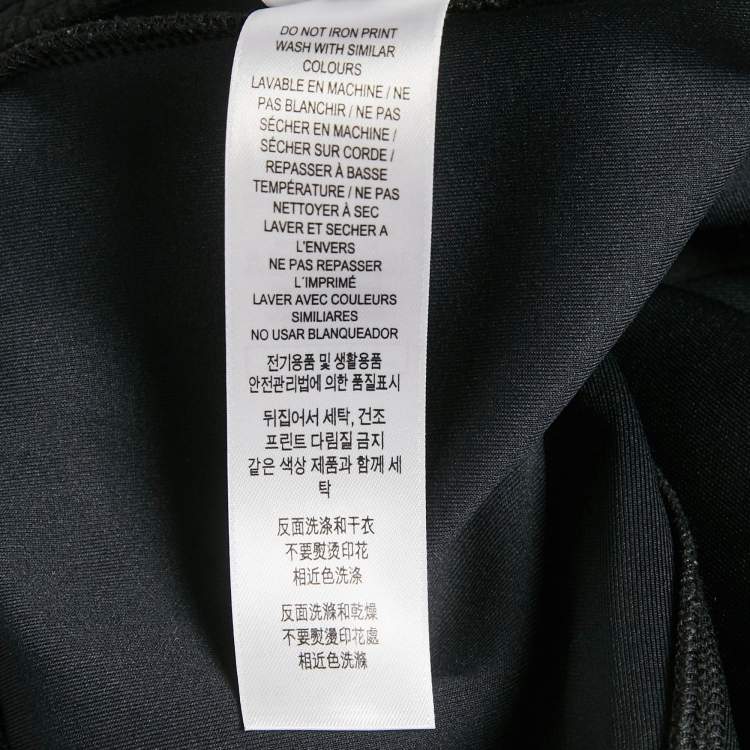 DO NOT IRON PRINT
WASH WITH SIMILAR
COLOURS
LAVABLE EN MACHINE / NE
PAS BLANCHIR / NE PAS
SÉCHER EN MACHINE /
SÉCHER SUR CORDE /
REPASSER À BASSE
TEMPÉRATURE / NE PAS
NETTOYER À SEC
LAVER ET SECHER A
L'ENVERS
NE PAS REPASSER
L´IMPRIMÉ
LAVER AVEC COULEURS
SIMILIARES
NO USAR BLANQUEADOR
전기용품 및 생활용품
안전관리법에 의한 품질표시
뒤집어서 세탁, 건조
프린트 다림질 금지
같은 색상 제품과 함께 세
탁
反面洗涤和干衣
不要熨烫印花
相近色洗涤
反面洗滌和乾燥
不要熨燙印花處
相近色洗滌